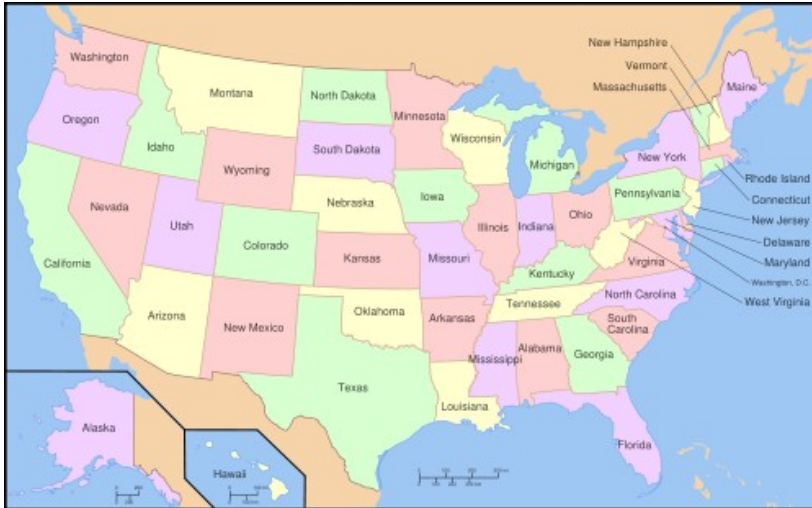 New Hampshire
Vermont
Massachusetts
Washington
Montana
North Dakota
Minnesota
Maine
Oregon
Idaho
Wyoming
South Dakota
Wisconsin
Michigan
New York
Rhode Island
Connecticut
New Jersey
Delaware
Maryland
Washington, D.C.
West Virginia
Nevada
Utah
Colorado
Nebraska
Iowa
Illinois
Indiana
Ohio
Pennsylvania
California
Kansas
Missouri
Kentucky
Virginia
Arizona
New Mexico
Oklahoma
Arkansas
Tennessee
North Carolina
South
Carolina
Texas
Louisiana
Mississippi
Alabama
Georgia
Florida
Alaska
Hawaii